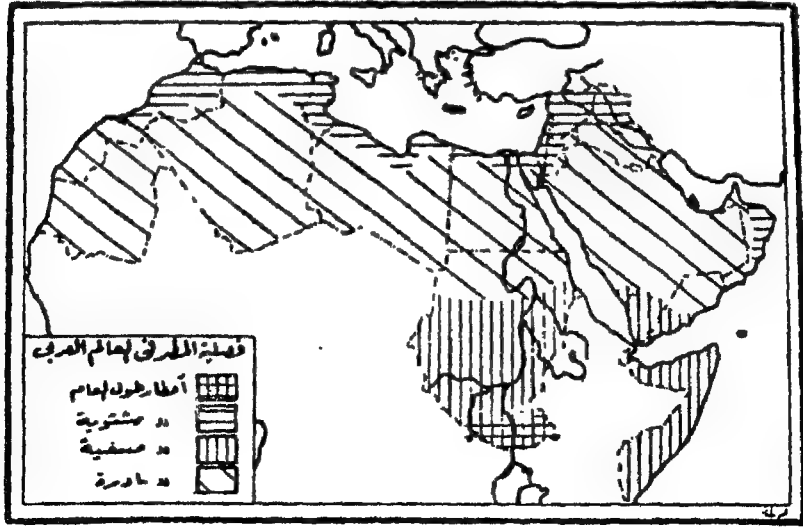 فصلية المطر في العالم العربي
أمطار طول العام
〃 شتوية
〃 صيفية
〃 نادرة